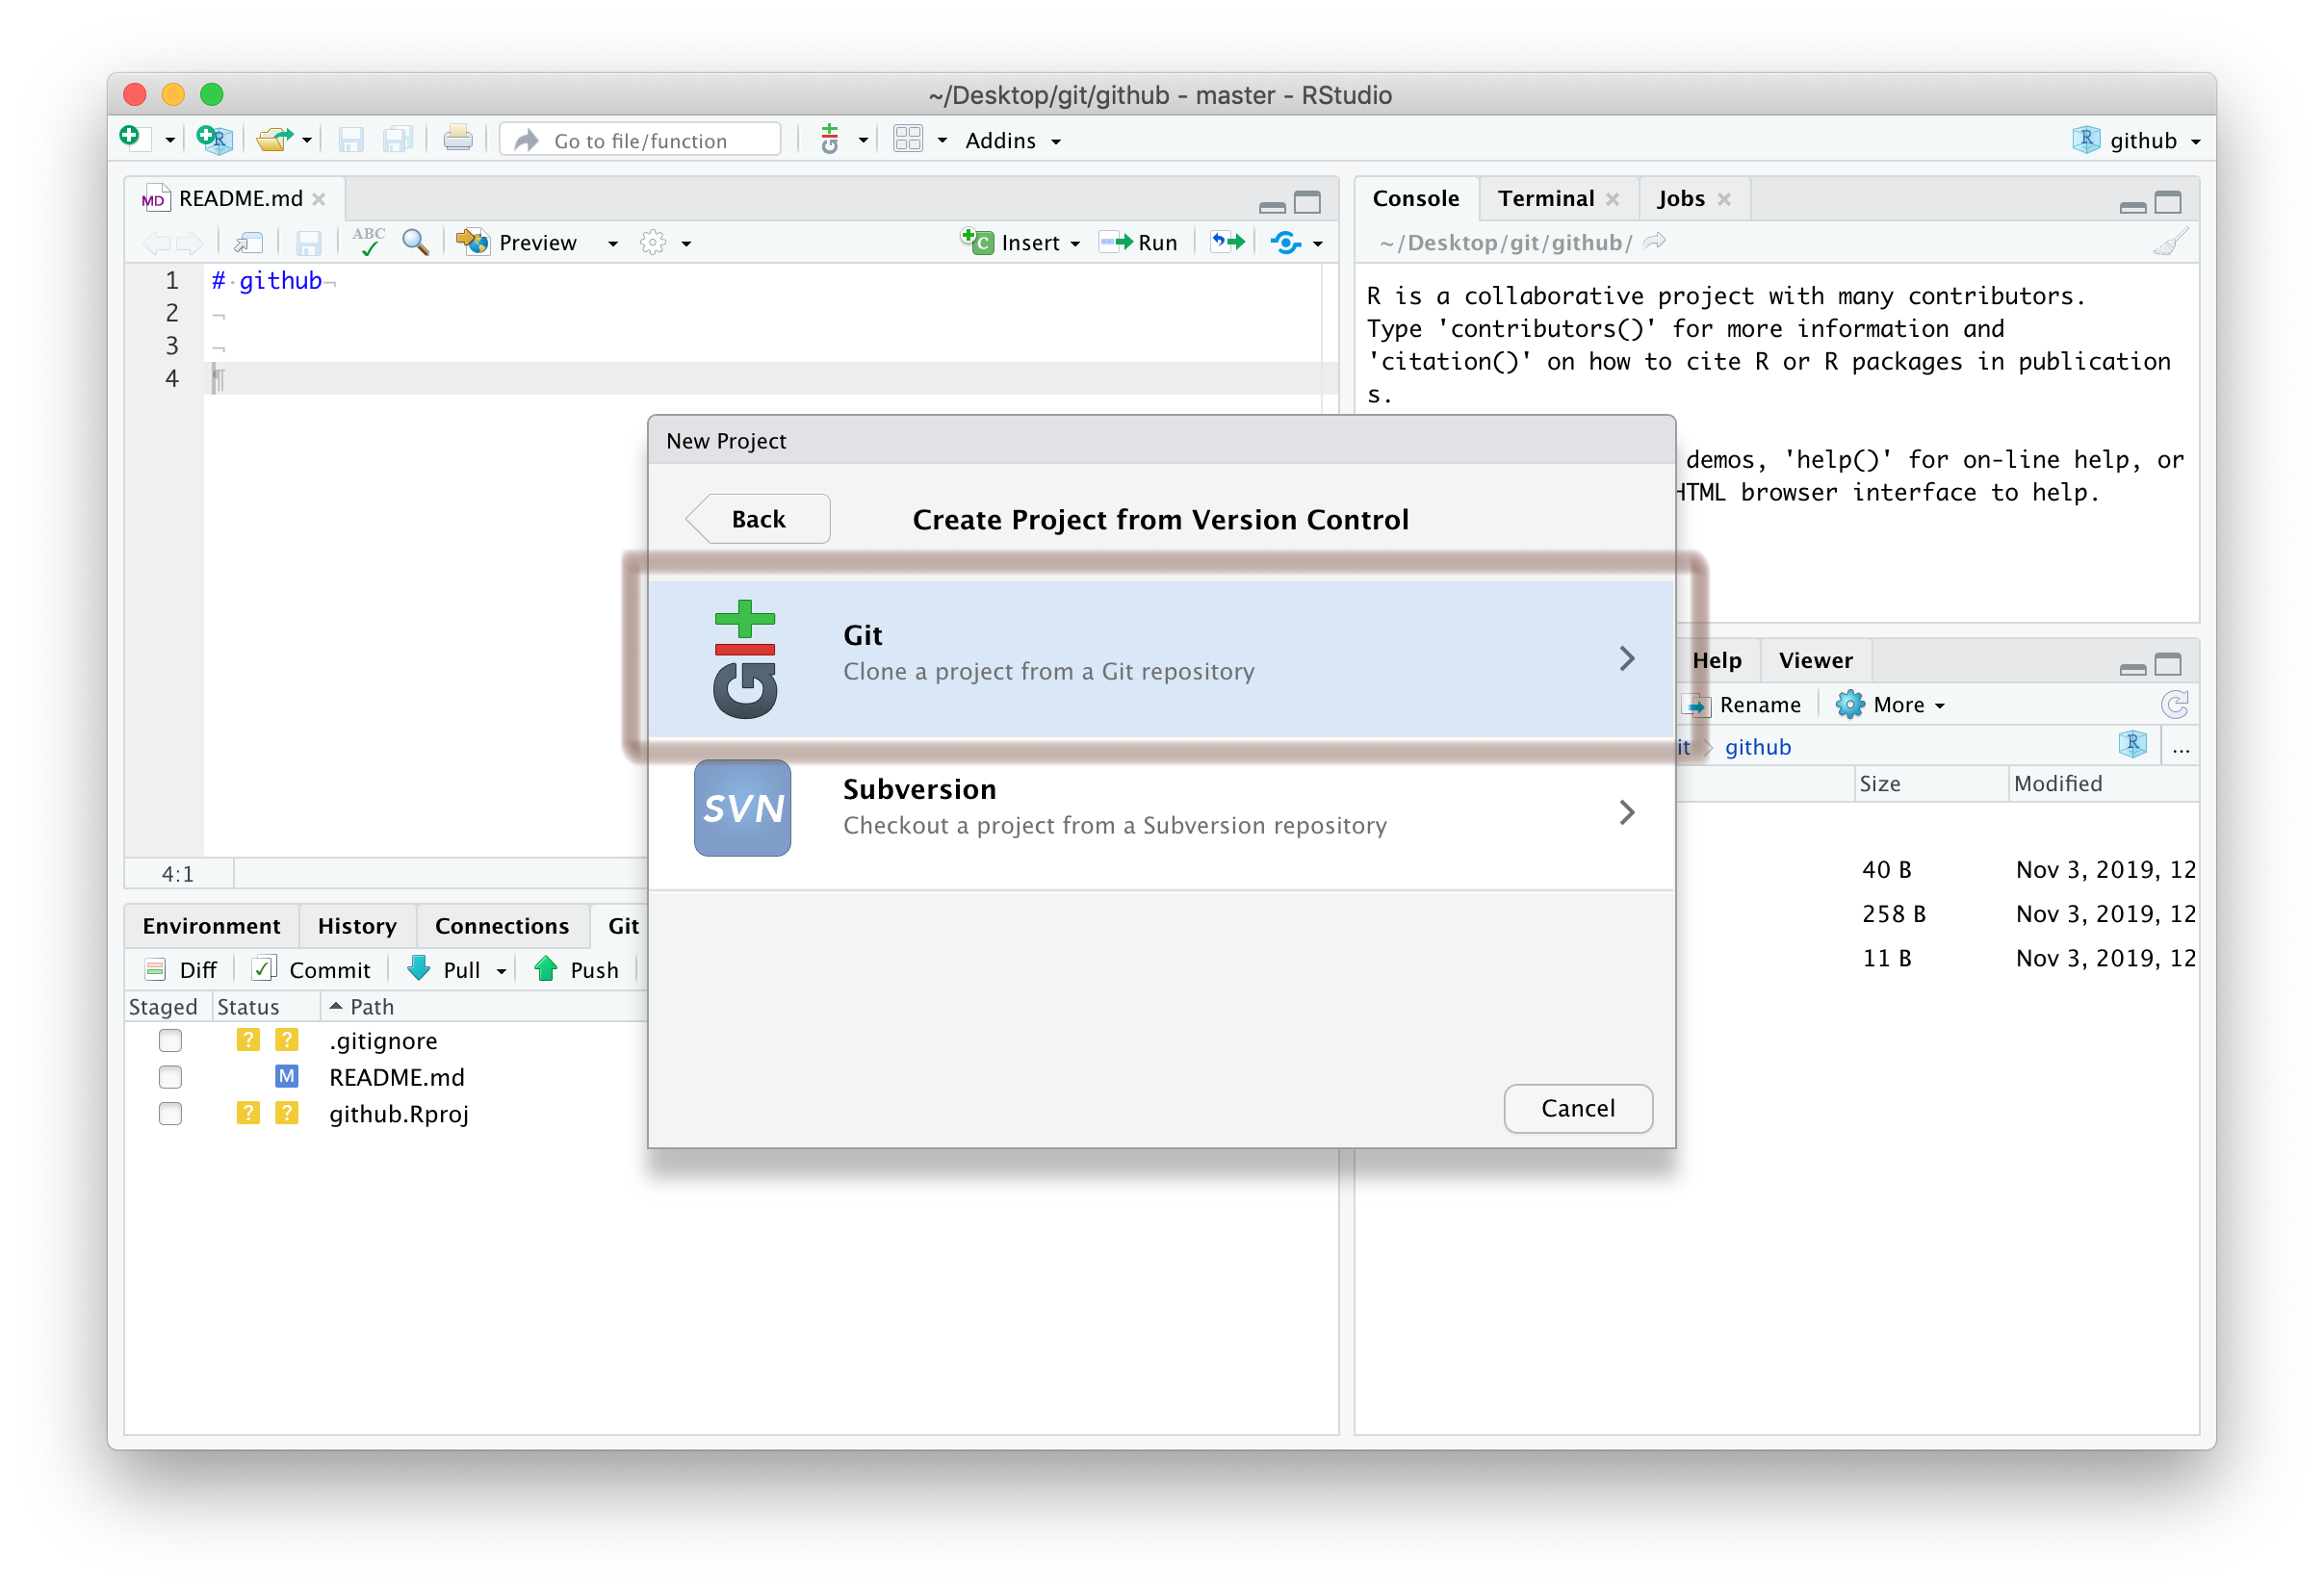 ~/Desktop/git/github - master - RStudio
Go to file/function
Addins
github
MD README.md
ABC
Preview
Insert
Run
1 # github
2
3
4
4:1
Console Terminal Jobs
~/Desktop/git/github/
R is a collaborative project with many contributors.
Type 'contributors()' for more information and
'citation()' on how to cite R or R packages in publication
s.
demos, 'help()' for on-line help, or
HTML browser interface to help.
New Project
Back
Create Project from Version Control
Git
Git
Clone a project from a Git repository
SVN
Subversion
Checkout a project from a Subversion repository
Cancel
Environment History Connections Git
Diff Commit Pull Push
Staged Status Path
? ? .gitignore
M README.md
? ? github.Rproj
Help Viewer
Rename More
it github R ...
Size Modified
40 B Nov 3, 2019, 12
258 B Nov 3, 2019, 12
11 B Nov 3, 2019, 12